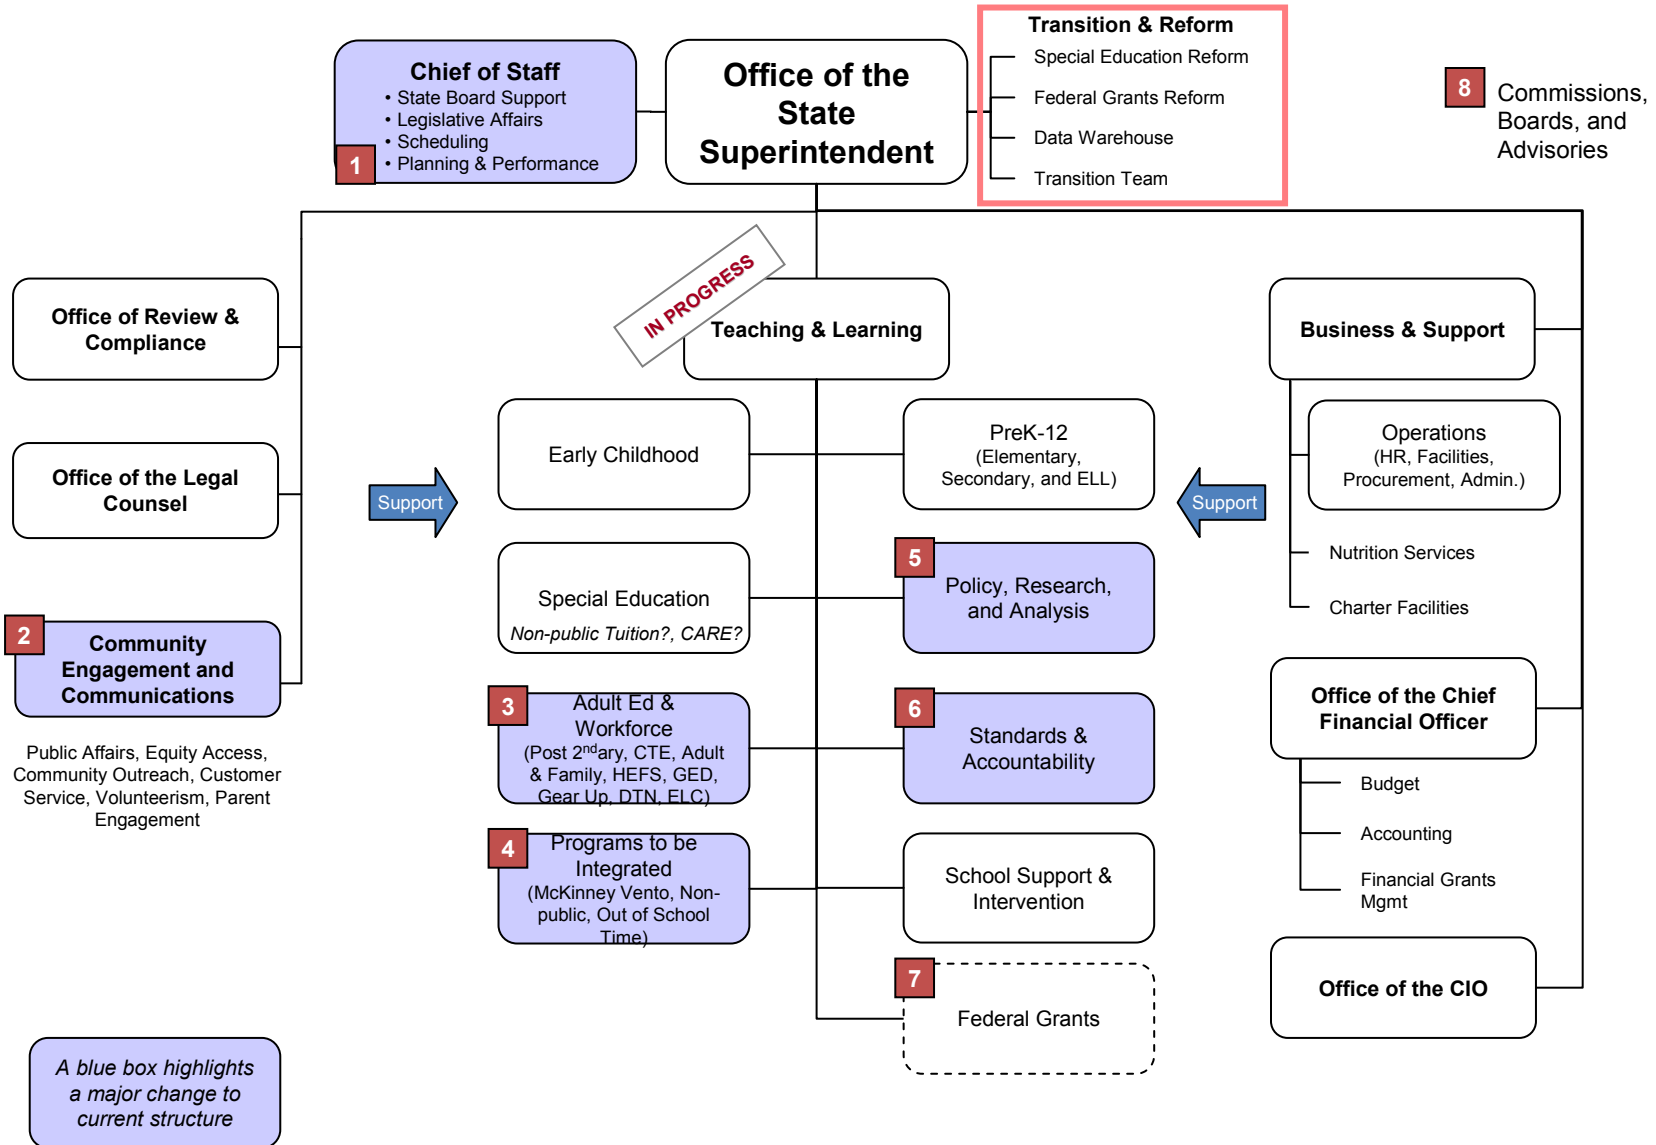 Transition & Reform
Special Education Reform
Federal Grants Reform
Data Warehouse
Transition Team
Chief of Staff
• State Board Support
• Legislative Affairs
• Scheduling
• Planning & Performance
1
Office of the
State
Superintendent
8
Commissions,
Boards, and
Advisories
IN PROGRESS
Office of Review &
Compliance
Teaching & Learning
Business & Support
Early Childhood
PreK-12
(Elementary,
Secondary, and ELL)
Operations
(HR, Facilities,
Procurement, Admin.)
Office of the Legal
Counsel
Support
Support
Nutrition Services
Charter Facilities
Special Education
Non-public Tuition?, CARE?
5
Policy, Research,
and Analysis
2
Community
Engagement and
Communications
Public Affairs, Equity Access,
Community Outreach, Customer
Service, Volunteerism, Parent
Engagement
3
Adult Ed &
Workforce
(Post 2ndary, CTE, Adult
& Family, HEFS, GED,
Gear Up, DTN, ELC)
6
Standards &
Accountability
Office of the Chief
Financial Officer
Budget
Accounting
Financial Grants
Mgmt
4
Programs to be
Integrated
(McKinney Vento, Non-
public, Out of School
Time)
School Support &
Intervention
7
Federal Grants
Office of the CIO
A blue box highlights
a major change to
current structure